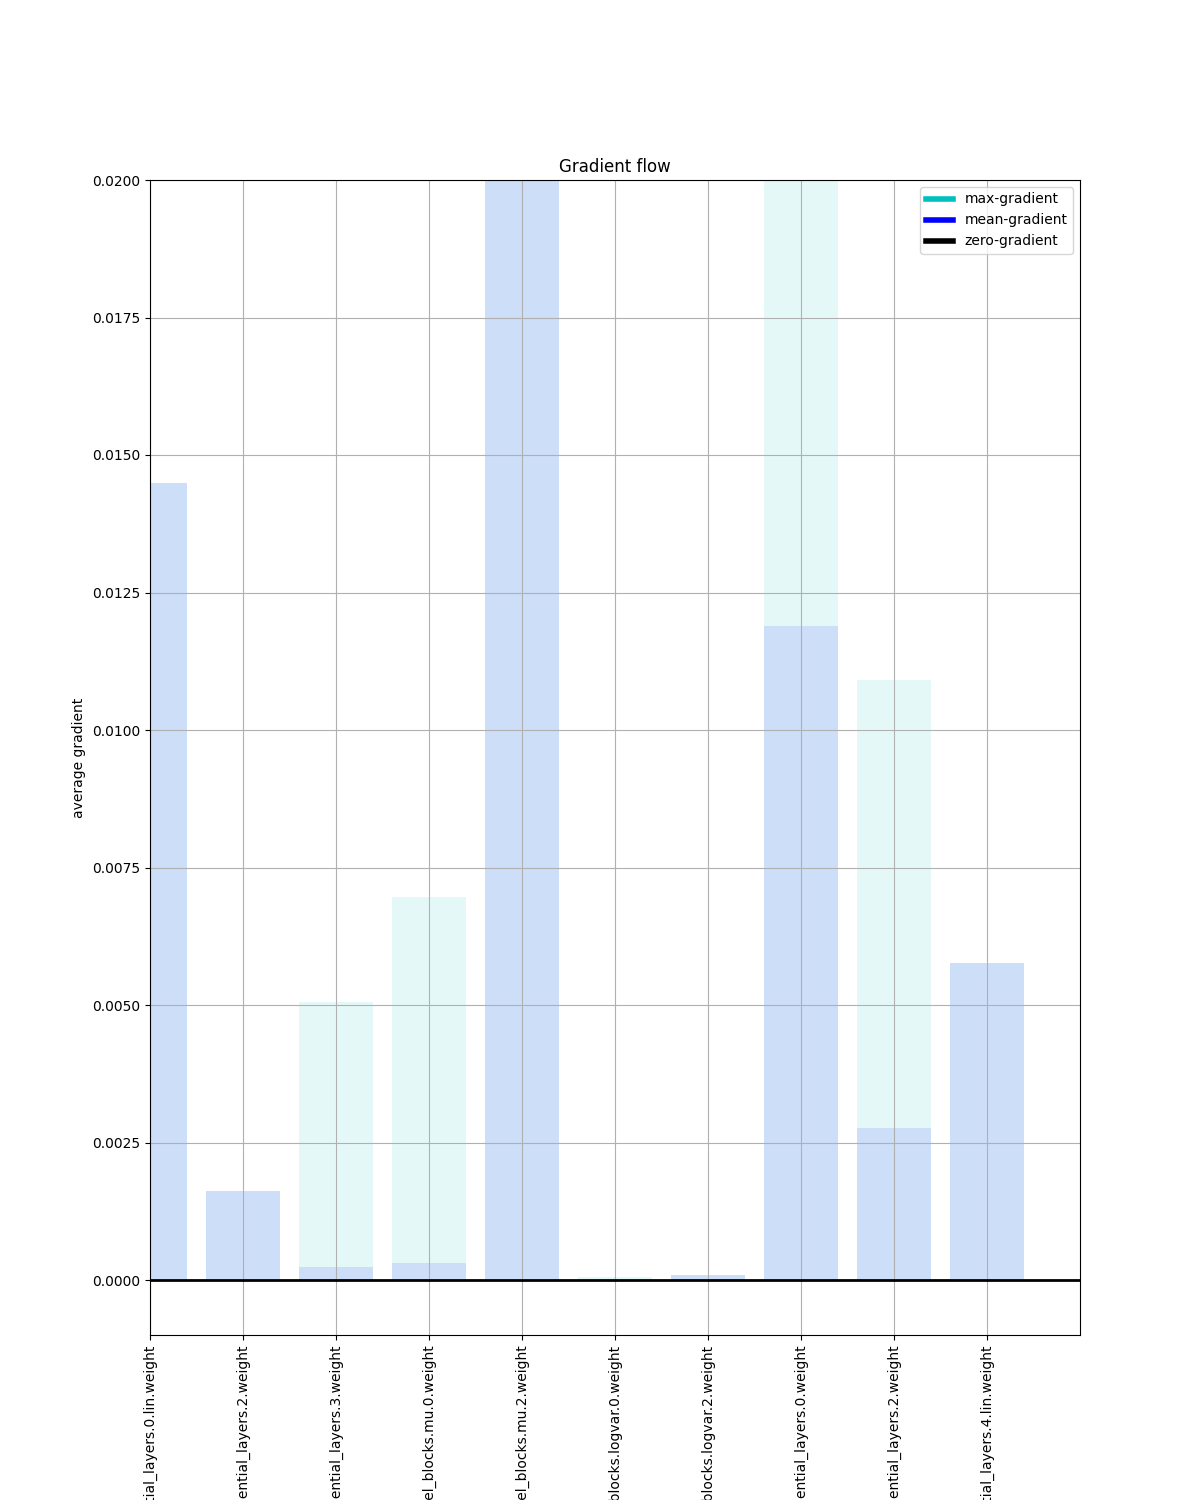 Gradient flow
max-gradient
mean-gradient
zero-gradient
0.0200
0.0175
0.0150
0.0125
0.0100
0.0075
0.0050
0.0025
0.0000
average gradient
tial_layers.0.lin.weight
ential_layers.2.weight
ential_layers.3.weight
el_blocks.mu.0.weight
el_blocks.mu.2.weight
blocks.logvar.0.weight
blocks.logvar.2.weight
ential_layers.0.weight
ential_layers.2.weight
tial_layers.4.lin.weight